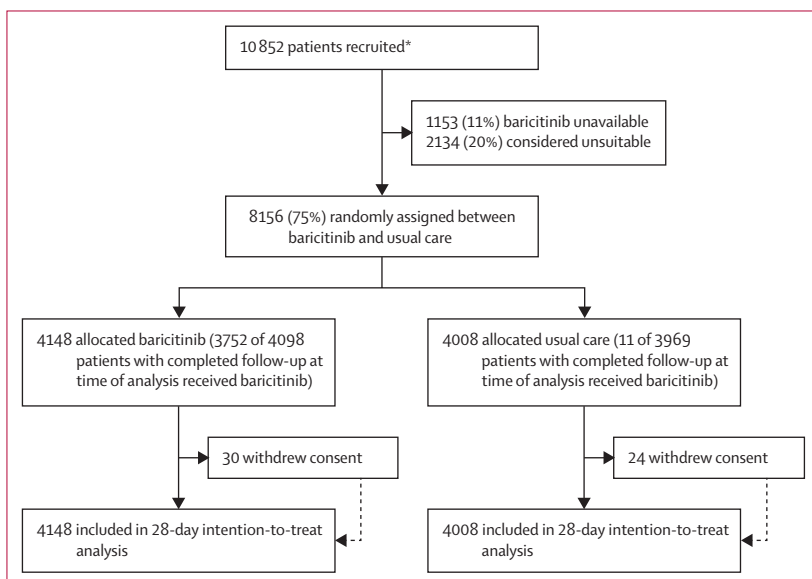 10 852 patients recruited*
1153 (11%) baricitinib unavailable
2134 (20%) considered unsuitable
8156 (75%) randomly assigned between
baricitinib and usual care
4148 allocated baricitinib (3752 of 4098
patients with completed follow-up at
time of analysis received baricitinib)
4008 allocated usual care (11 of 3969
patients with completed follow-up at
time of analysis received baricitinib)
30 withdrew consent
24 withdrew consent
4148 included in 28-day intention-to-treat
analysis
4008 included in 28-day intention-to-treat
analysis